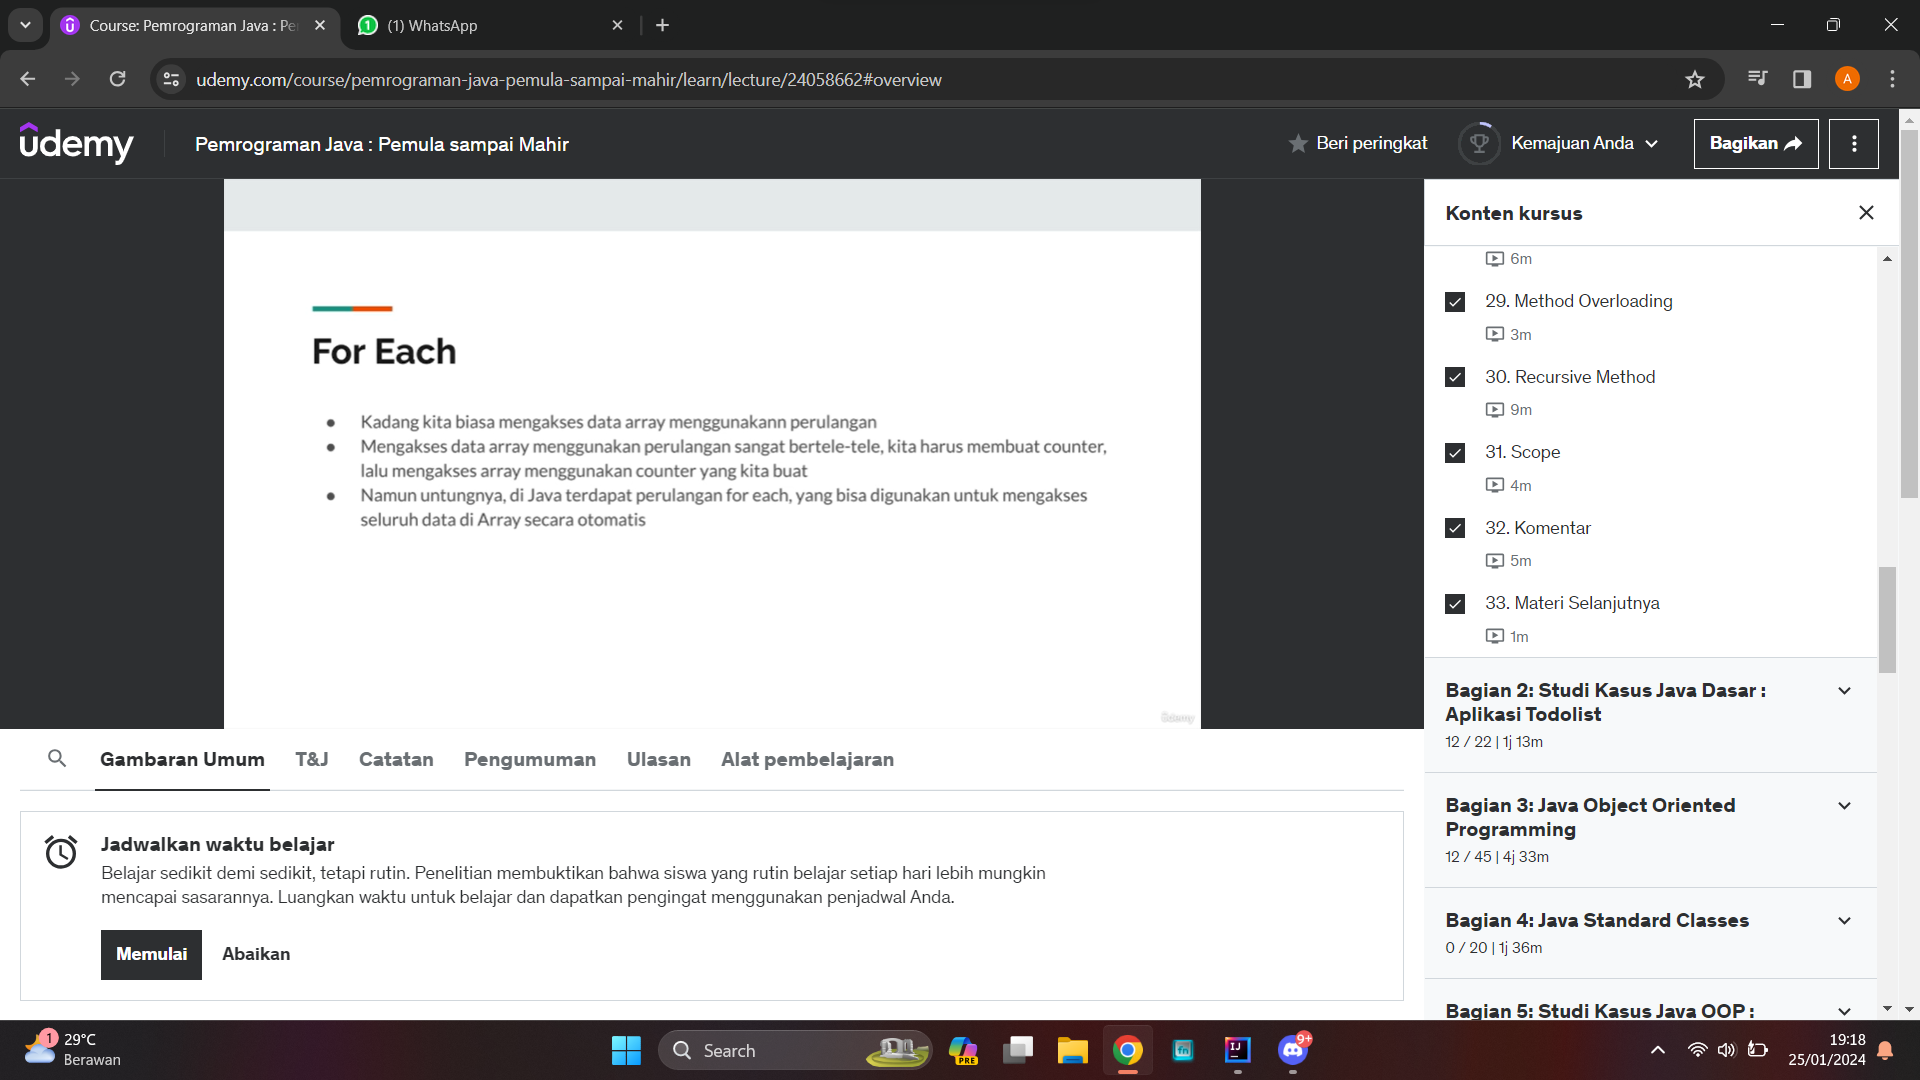 Course: Pemrograman Java : Pe
(1) WhatsApp
udemy.com/course/pemrograman-java-pemula-sampai-mahir/learn/lecture/24058662#overview
A
udemy
Pemrograman Java : Pemula sampai Mahir
Beri peringkat
Kemajuan Anda
Bagikan
For Each
● Kadang kita biasa mengakses data array menggunakann perulangan
● Mengakses data array menggunakan perulangan sangat bertele-tele, kita harus membuat counter,
lalu mengakses array menggunakan counter yang kita buat
● Namun untungnya, di Java terdapat perulangan for each, yang bisa digunakan untuk mengakses
seluruh data di Array secara otomatis
udemy
Konten kursus
6m
29. Method Overloading
3m
30. Recursive Method
9m
31. Scope
4m
32. Komentar
5m
33. Materi Selanjutnya
1m
Bagian 2: Studi Kasus Java Dasar :
Aplikasi Todolist
12 / 22 | 1j 13m
Bagian 3: Java Object Oriented
Programming
12 / 45 | 4j 33m
Bagian 4: Java Standard Classes
0 / 20 | 1j 36m
Bagian 5: Studi Kasus Java OOP :
Gambaran Umum
T&J
Catatan
Pengumuman
Ulasan
Alat pembelajaran
Jadwalkan waktu belajar
Belajar sedikit demi sedikit, tetapi rutin. Penelitian membuktikan bahwa siswa yang rutin belajar setiap hari lebih mungkin
mencapai sasarannya. Luangkan waktu untuk belajar dan dapatkan pengingat menggunakan penjadwal Anda.
Memulai
Abaikan
1
29°C
Berawan
Search
PRE
fn
IJ
9+
19:18
25/01/2024